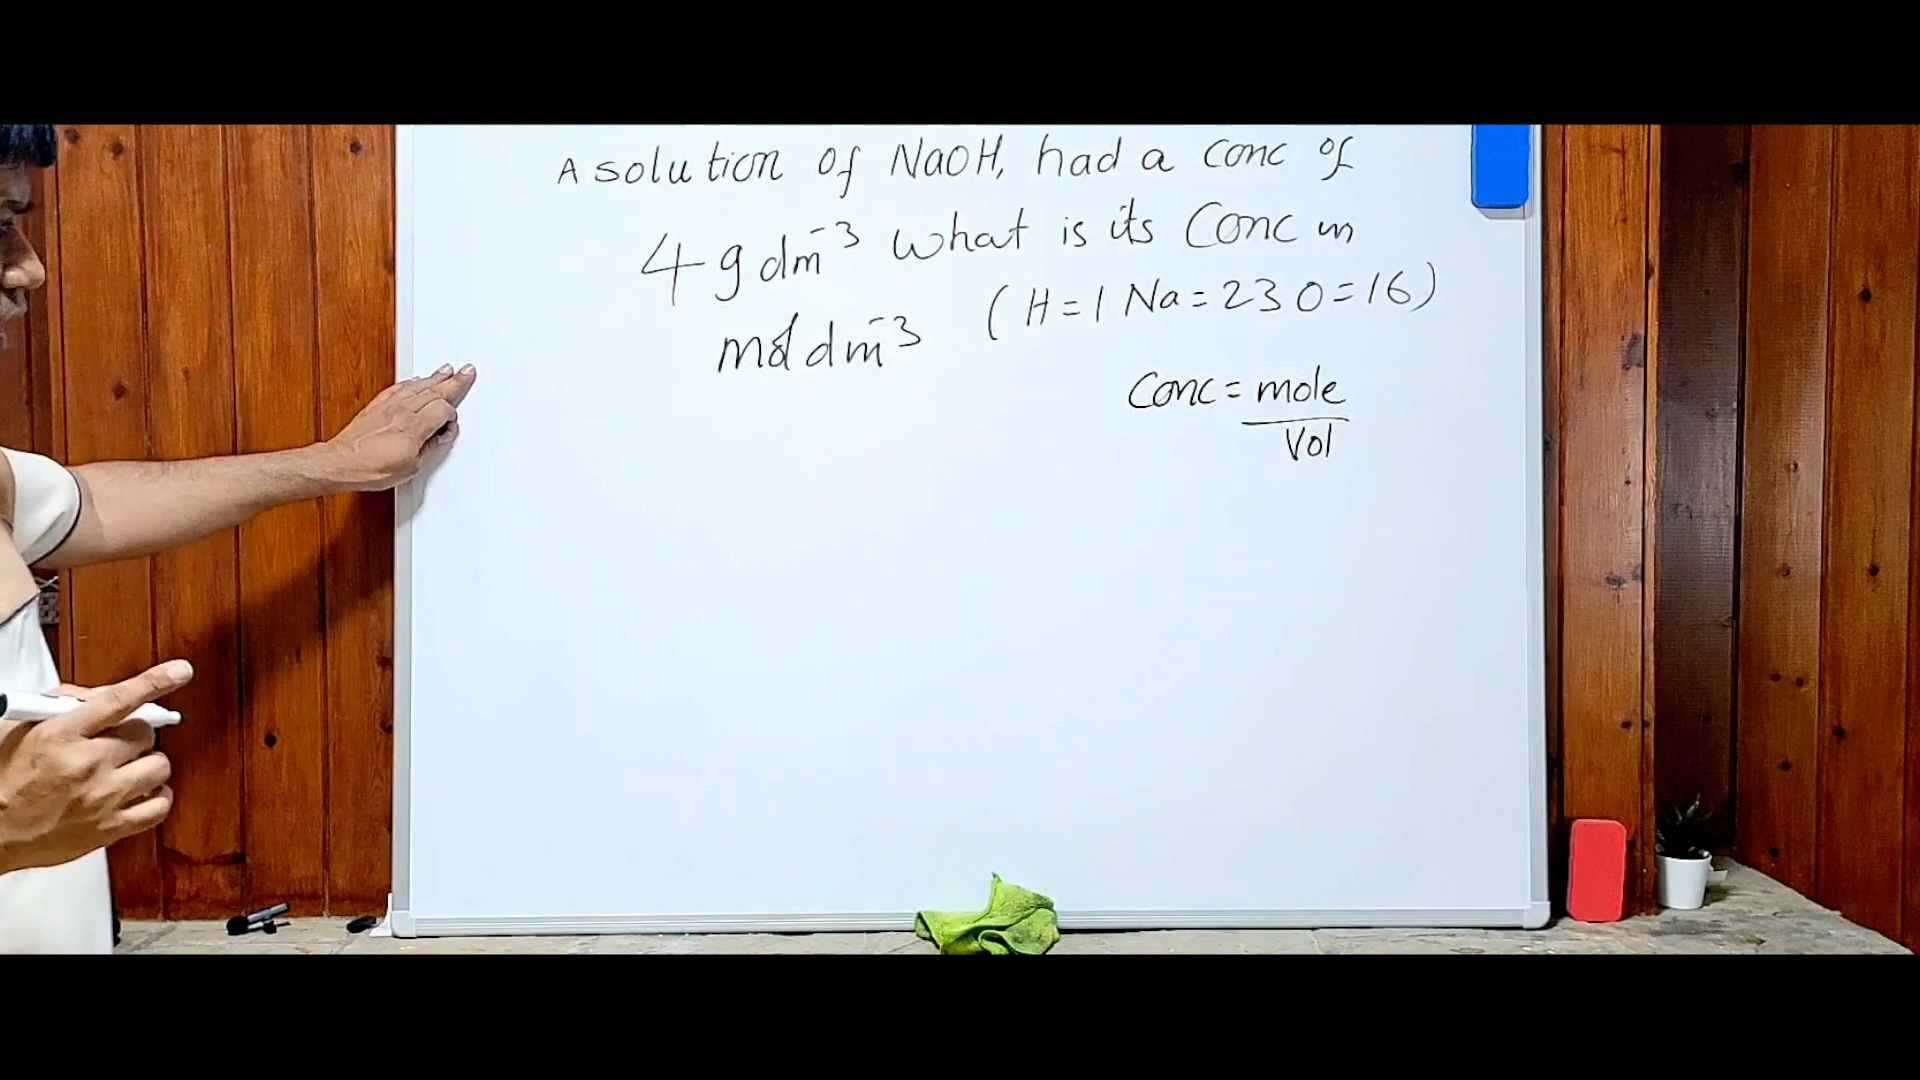 A solution of NaOH, had a conc of
4 g dm⁻³ what is its Conc in
mol dm⁻³ (H=1 Na=23 O=16)
Conc = mole
Vol